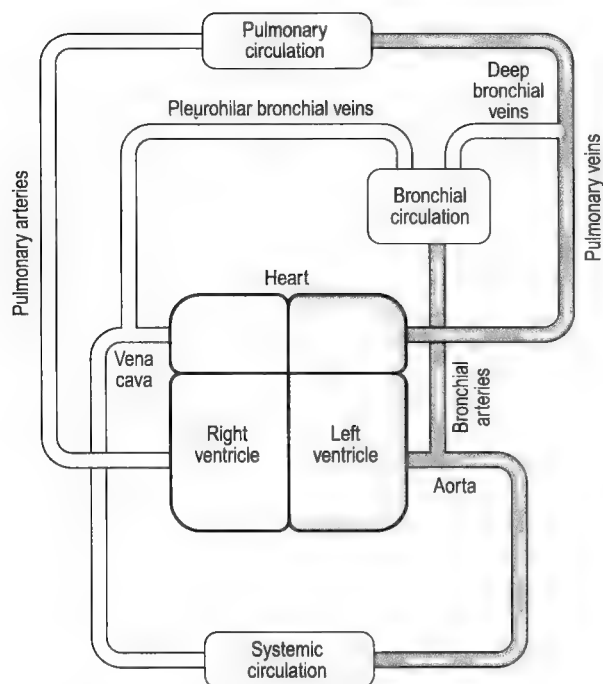 Pulmonary
circulation
Deep
bronchial
veins
Pleurohilar bronchial veins
Bronchial
circulation
Pulmonary arteries
Pulmonary veins
Heart
Vena
cava
Bronchial
arteries
Right
ventricle
Left
ventricle
Aorta
Systemic
circulation